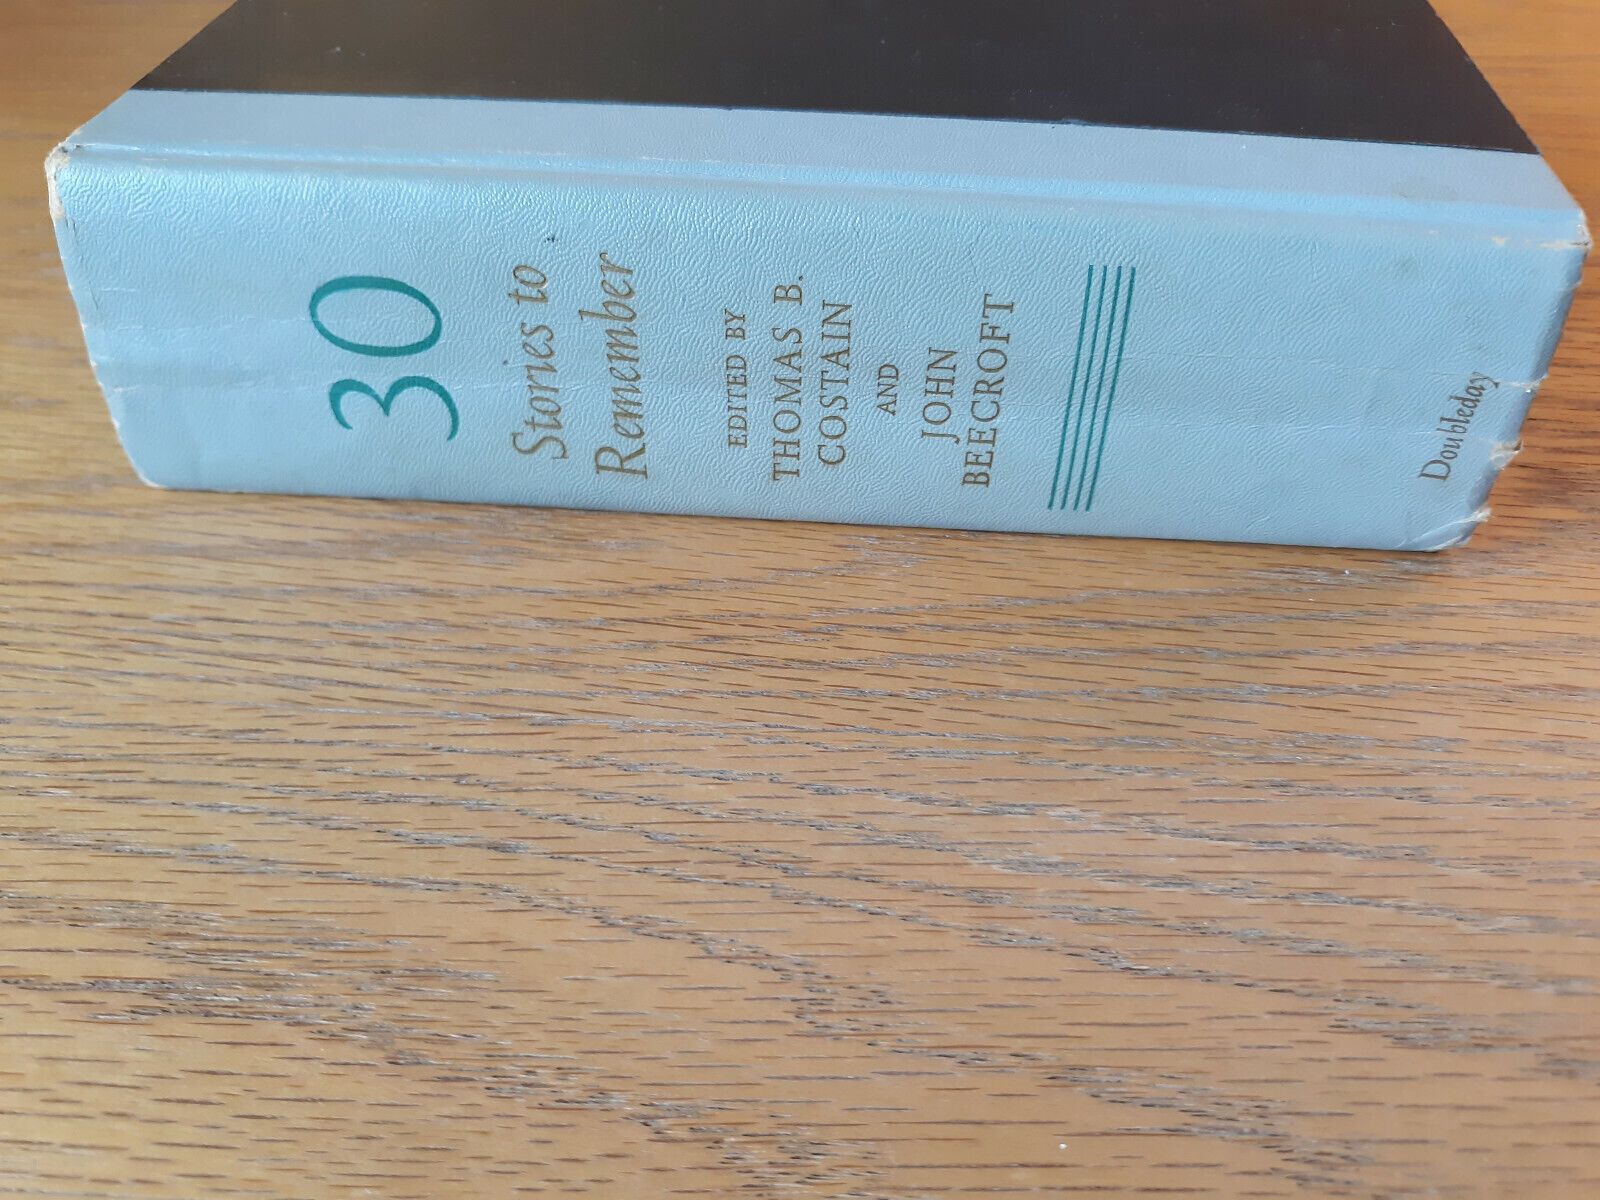 30
Stories to
Remember
EDITED BY
THOMAS B.
COSTAIN
AND
JOHN
BEECROFT
Doubleday